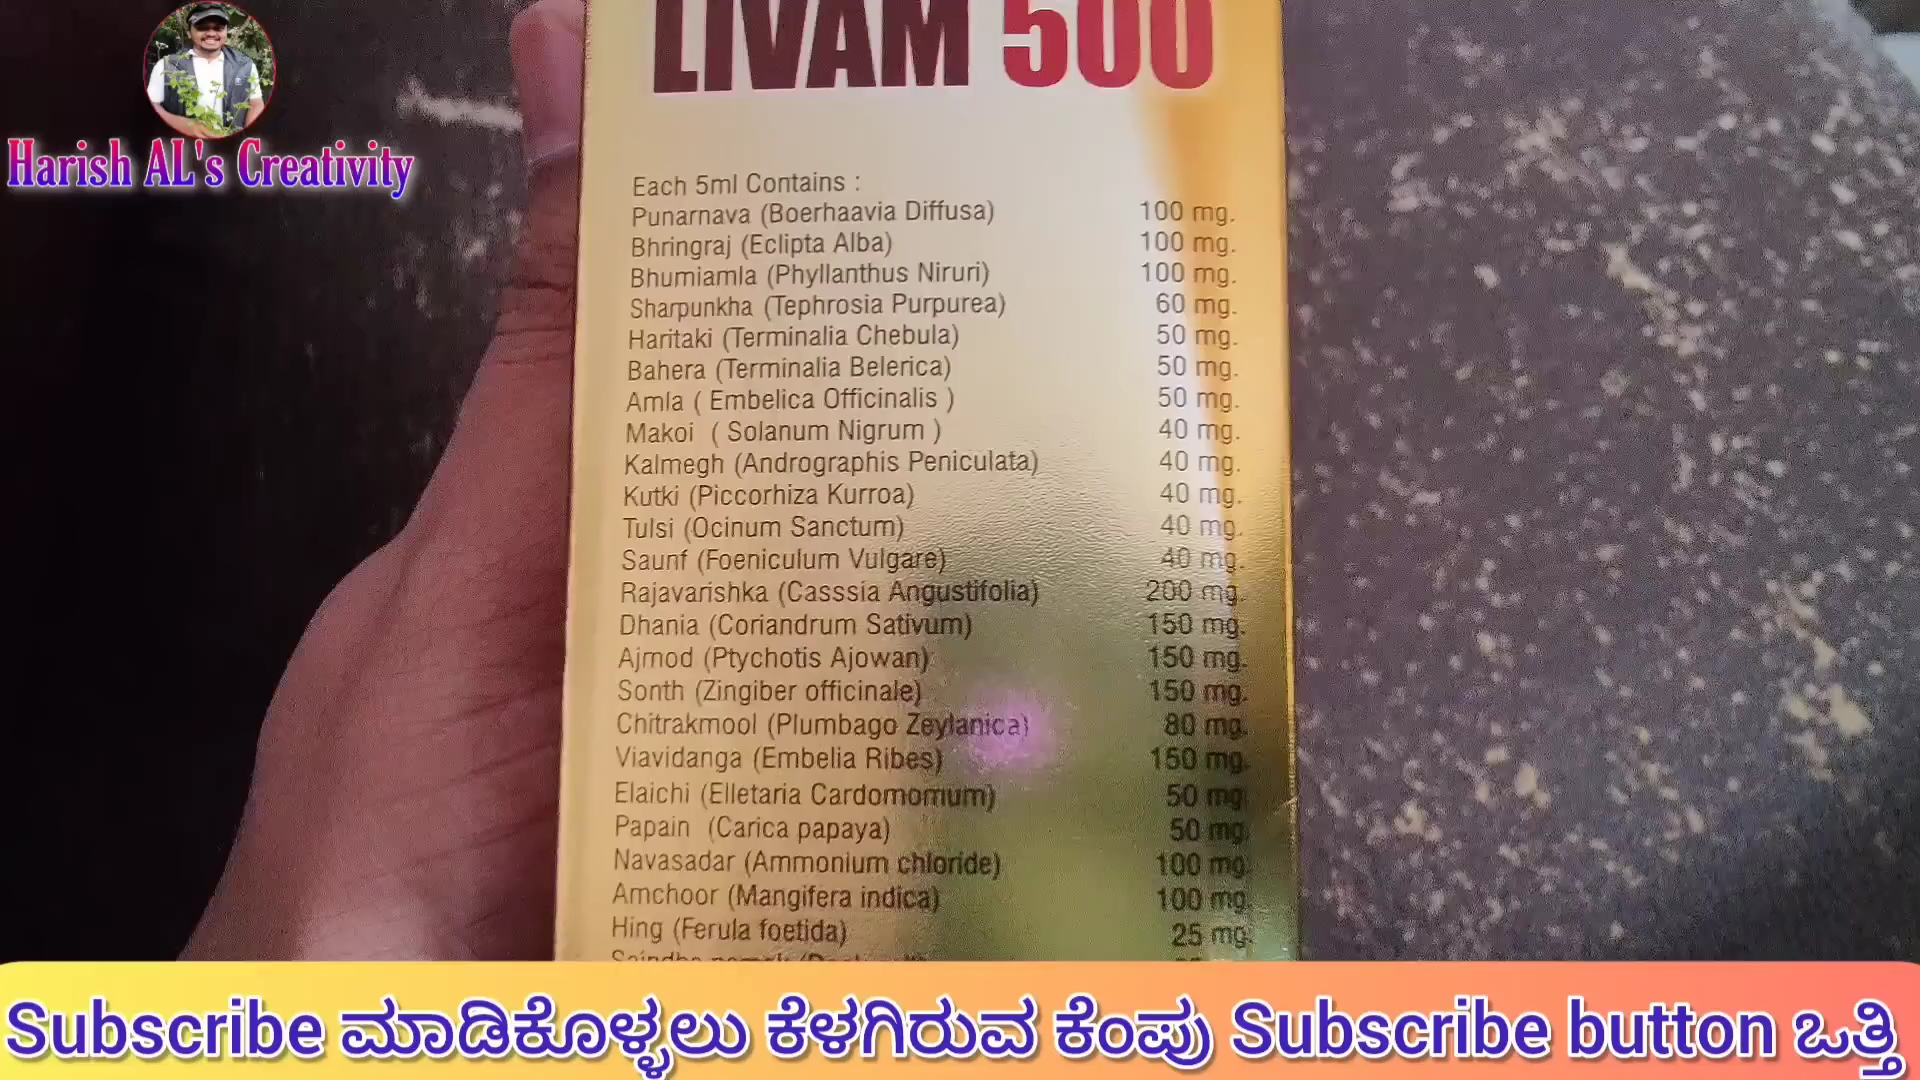 LIVAM 500
Harish AL's Creativity
Each 5ml Contains :
Punarnava (Boerhaavia Diffusa) 100 mg.
Bhringraj (Eclipta Alba) 100 mg.
Bhumiamla (Phyllanthus Niruri) 100 mg.
Sharpunkha (Tephrosia Purpurea) 60 mg.
Haritaki (Terminalia Chebula) 50 mg.
Bahera (Terminalia Belerica) 50 mg.
Amla ( Embelica Officinalis ) 50 mg.
Makoi ( Solanum Nigrum ) 40 mg.
Kalmegh (Andrographis Peniculata) 40 mg.
Kutki (Piccorhiza Kurroa) 40 mg.
Tulsi (Ocinum Sanctum) 40 mg.
Saunf (Foeniculum Vulgare) 40 mg.
Rajavarishka (Casssia Angustifolia) 200 mg.
Dhania (Coriandrum Sativum) 150 mg.
Ajmod (Ptychotis Ajowan) 150 mg.
Sonth (Zingiber officinale) 150 mg.
Chitrakmool (Plumbago Zeylanica) 80 mg.
Viavidanga (Embelia Ribes) 150 mg.
Elaichi (Elletaria Cardomomum) 50 mg
Papain (Carica papaya) 50 mg.
Navasadar (Ammonium chloride) 100 mg
Amchoor (Mangifera indica) 100 mg.
Hing (Ferula foetida) 25 mg.
Subscribe ಮಾಡಿಕೊಳ್ಳಲು ಕೆಳಗಿರುವ ಕೆಂಪು Subscribe button ಒತ್ತಿ